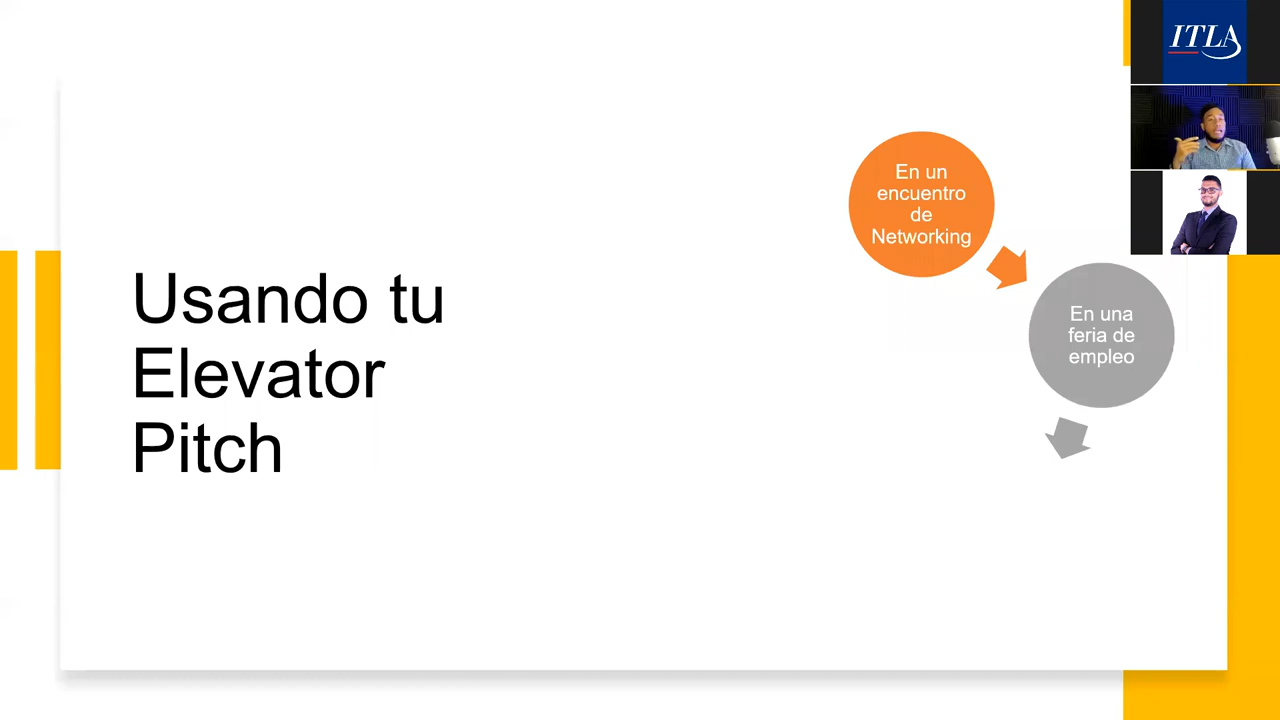 Usando tu
Elevator
Pitch
En un
encuentro
de
Networking
En una
feria de
empleo
ITLA